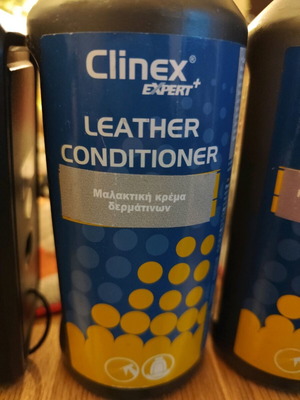 Clinex®
EXPERT+
LEATHER
CONDITIONER
Μαλακτική κρέμα
δερμάτινων